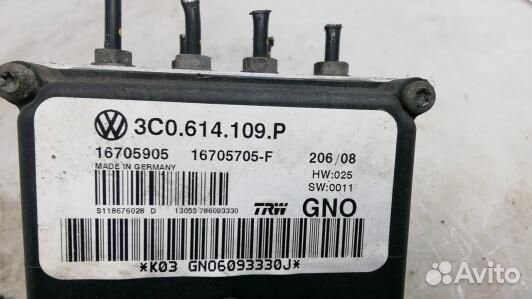 3C0.614.109.P
16705905 16705705-F 206/08
MADE IN GERMANY HW:025
SW:0011
S118676028 D 13055786093330 TRW GNO
*K03 GNO6093330J*
Avito